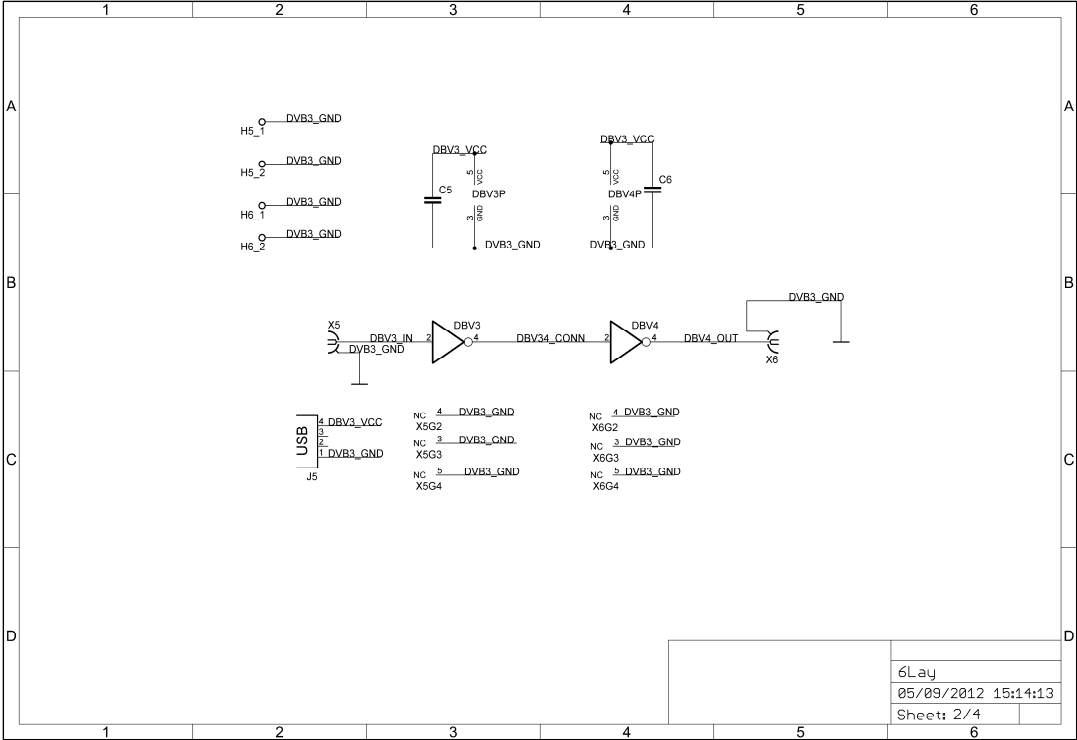 1 2 3 4 5 6
A A
DVB3_GND
H5_1
DBV3_VCC
DBV3_VCC
DVB3_GND
H5_2
5 VCC
5 VCC
C5
DBV3P
DBV4P
C6
DVB3_GND
H6_1
3 GND
3 GND
DVB3_GND
H6_2
DVB3_GND
DVB3_GND
B B
DVB3_GND
X5
DBV3_IN
DVB3_GND
2
DBV3
4
DBV34_CONN
2
DBV4
4
DBV4_OUT
X6
USB
4 DBV3_VCC
3
2
1 DVB3_GND
J5
NC 4 DVB3_GND
X5G2
NC 3 DVB3_GND
X5G3
NC 5 DVB3_GND
X5G4
NC 4 DVB3_GND
X6G2
NC 3 DVB3_GND
X6G3
NC 5 DVB3_GND
X6G4
C C
D D
6Lay
05/09/2012 15:14:13
Sheet: 2/4
1 2 3 4 5 6